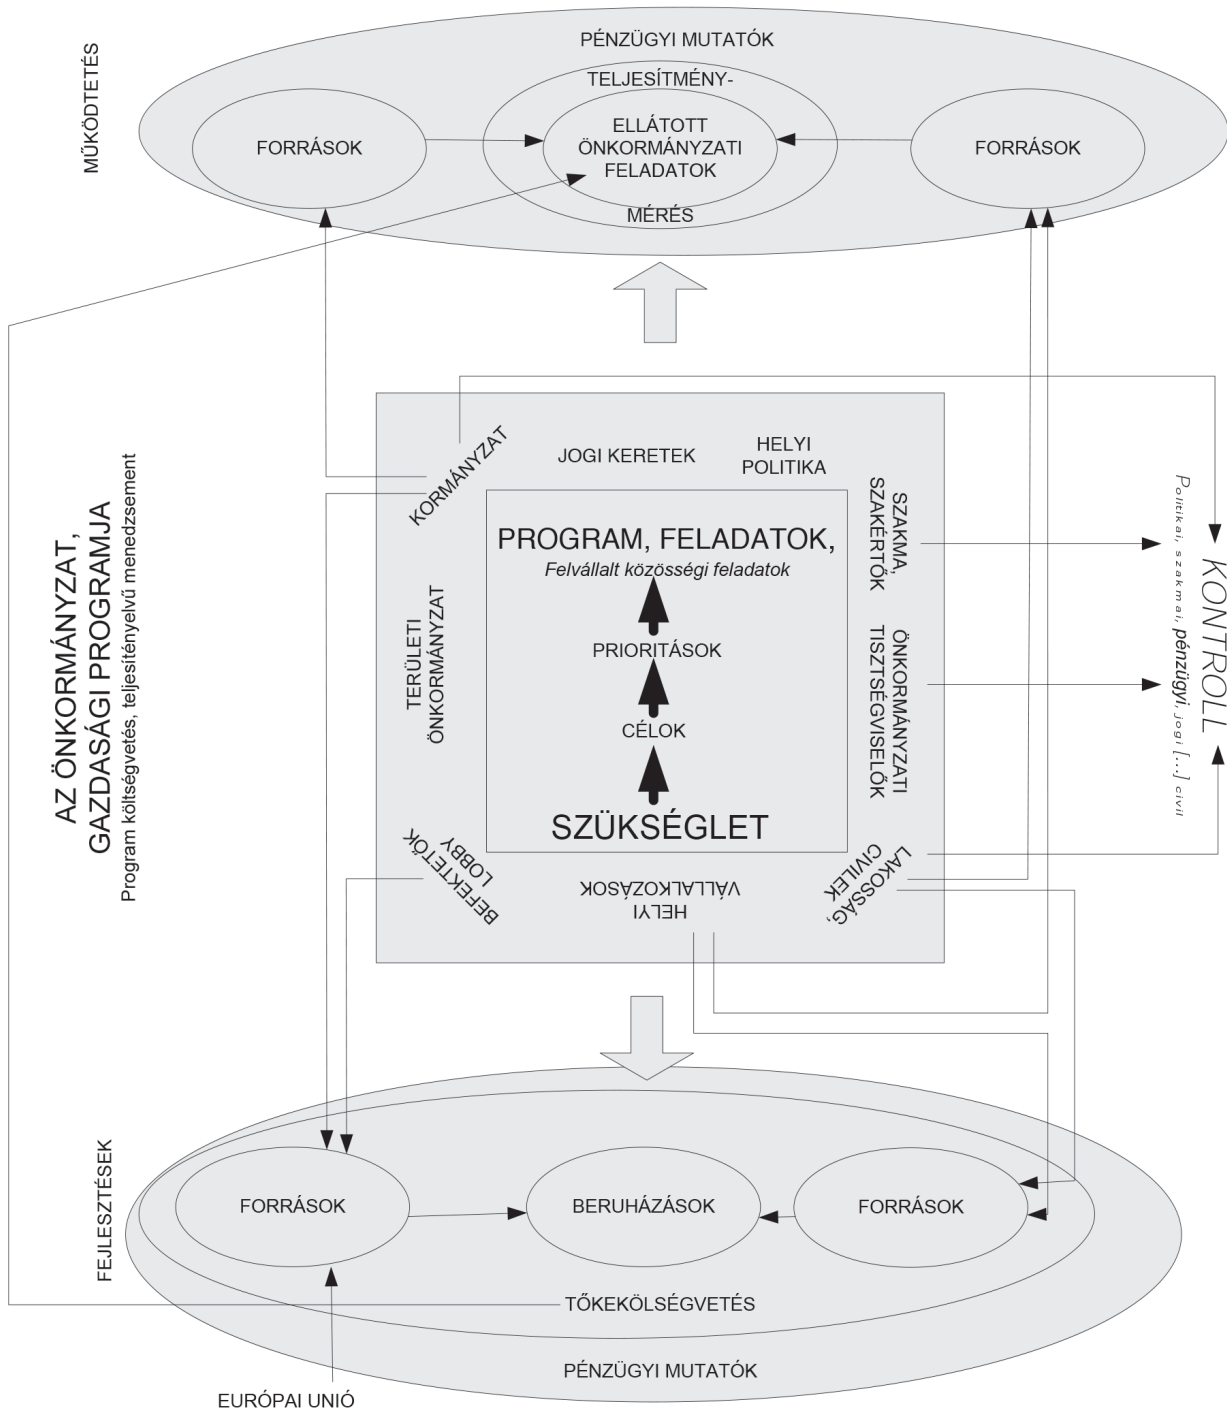 MŰKÖDTETÉS
PÉNZÜGYI MUTATÓK
TELJESÍTMÉNY-
FORRÁSOK
ELLÁTOTT
ÖNKORMÁNYZATI
FELADATOK
FORRÁSOK
MÉRÉS
AZ ÖNKORMÁNYZAT,
GAZDASÁGI PROGRAMJA
Program költségvetés, teljesítényelvű menedzsement
KORMÁNYZAT
JOGI KERETEK
HELYI
POLITIKA
SZAKMA,
SZAKÉRTŐK
TERÜLETI
ÖNKORMÁNYZAT
PROGRAM, FELADATOK,
Felvállalt közösségi feladatok
PRIORITÁSOK
CÉLOK
SZÜKSÉGLET
ÖNKORMÁNYZATI
TISZTSÉGVISELŐK
BEFEKTETŐK
LOBBY
HELYI
VÁLLALKOZÁSOK
LAKOSSÁG,
CIVILEK
KONTROLL
Politikai, szakmai, pénzügyi, jogi [...] civil
FEJLESZTÉSEK
FORRÁSOK
BERUHÁZÁSOK
FORRÁSOK
TŐKEKÖLSÉGVETÉS
PÉNZÜGYI MUTATÓK
EURÓPAI UNIÓ